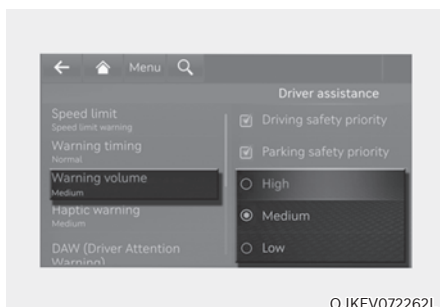 Menu
Driver assistance
Speed limit
Speed limit warning
Warning timing
Normal
Warning volume
Medium
Haptic warning
Medium
DAW (Driver Attention
Warning)
Driving safety priority
Parking safety priority
High
Medium
Low
OJKEV072262L